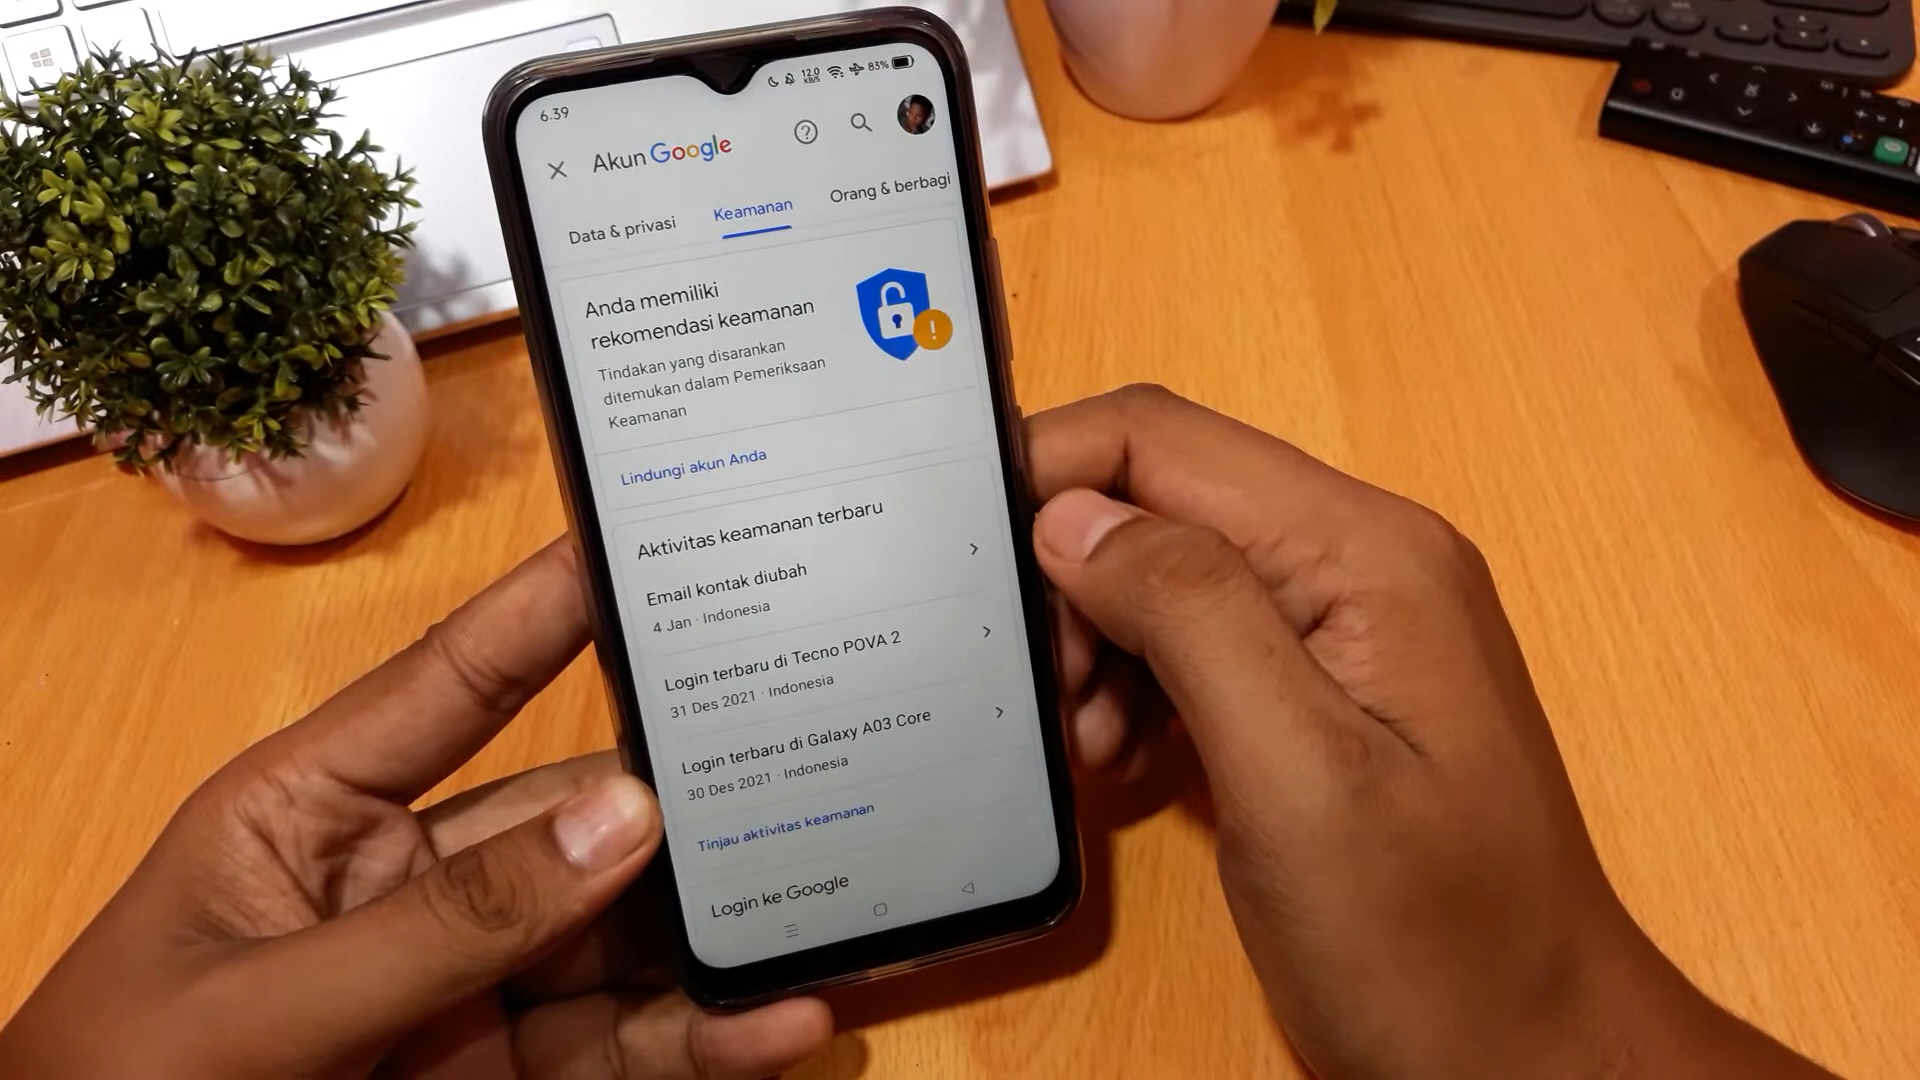 6.39
12.0
KB/S
83%
Akun Google
Data & privasi
Keamanan
Orang & berbagi
Anda memiliki
rekomendasi keamanan
Tindakan yang disarankan
ditemukan dalam Pemeriksaan
Keamanan
Lindungi akun Anda
Aktivitas keamanan terbaru
Email kontak diubah
4 Jan · Indonesia
Login terbaru di Tecno POVA 2
31 Des 2021 · Indonesia
Login terbaru di Galaxy A03 Core
30 Des 2021 · Indonesia
Tinjau aktivitas keamanan
Login ke Google